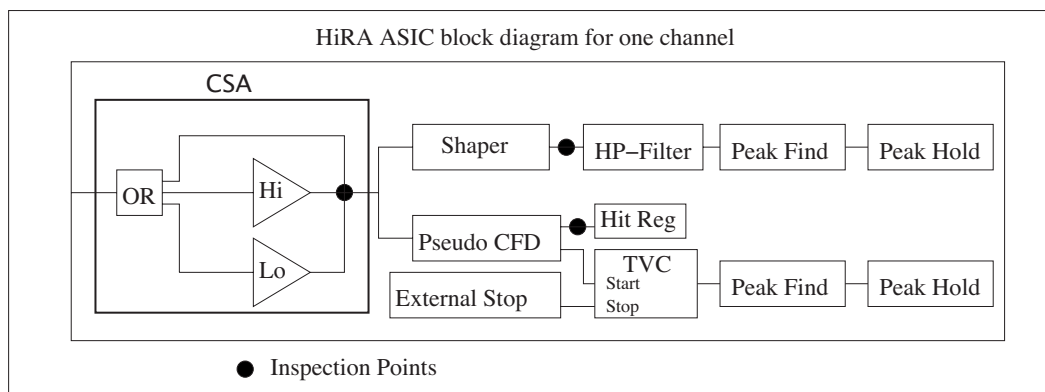 HiRA ASIC block diagram for one channel
CSA
OR
Hi
Lo
Shaper
HP−Filter
Peak Find
Peak Hold
Pseudo CFD
Hit Reg
External Stop
TVC
Start
Stop
Peak Find
Peak Hold
Inspection Points